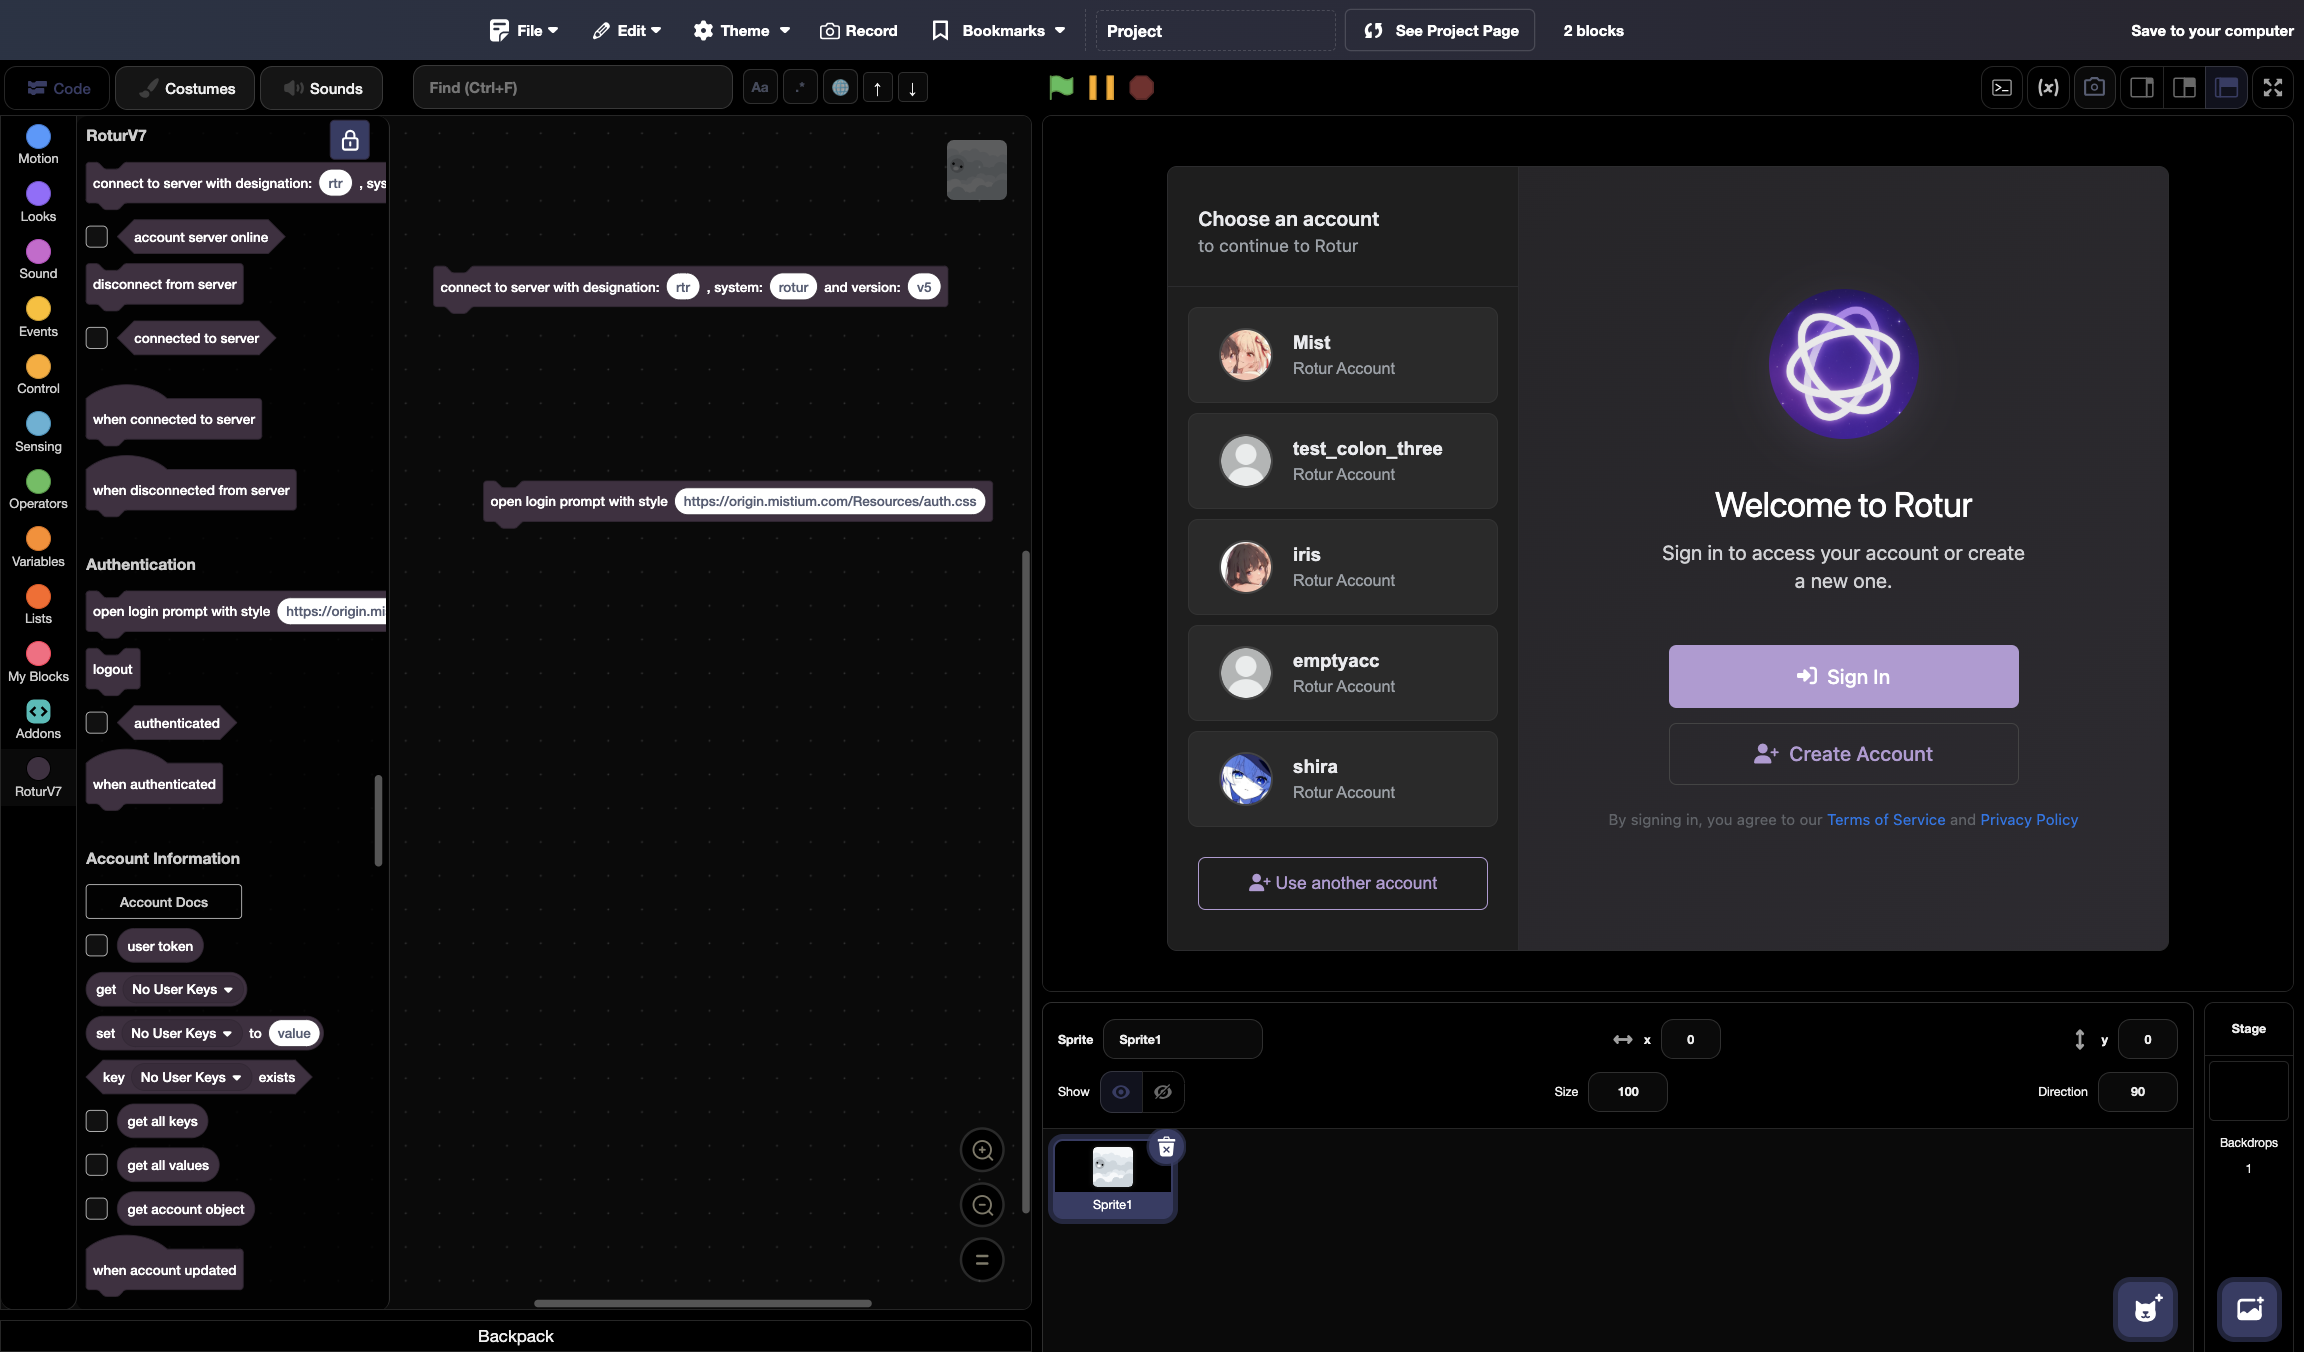 File
Edit
Theme
Record
Bookmarks
Project
See Project Page
2 blocks
Save to your computer
Code
Costumes
Sounds
Find (Ctrl+F)
Aa
.*
↑
↓
(x)
Motion
Looks
Sound
Events
Control
Sensing
Operators
Variables
Lists
My Blocks
Addons
RoturV7
RoturV7
connect to server with designation: rtr , sys
account server online
disconnect from server
connected to server
when connected to server
when disconnected from server
Authentication
open login prompt with style https://origin.mi
logout
authenticated
when authenticated
Account Information
Account Docs
user token
get No User Keys
set No User Keys to value
key No User Keys exists
get all keys
get all values
get account object
when account updated
connect to server with designation: rtr , system: rotur and version: v5
open login prompt with style https://origin.mistium.com/Resources/auth.css
Backpack
Choose an account
to continue to Rotur
Mist
Rotur Account
test_colon_three
Rotur Account
iris
Rotur Account
emptyacc
Rotur Account
shira
Rotur Account
Use another account
Welcome to Rotur
Sign in to access your account or create
a new one.
Sign In
Create Account
By signing in, you agree to our Terms of Service and Privacy Policy
Sprite Sprite1
x 0
y 0
Show
Size 100
Direction 90
Sprite1
Stage
Backdrops
1